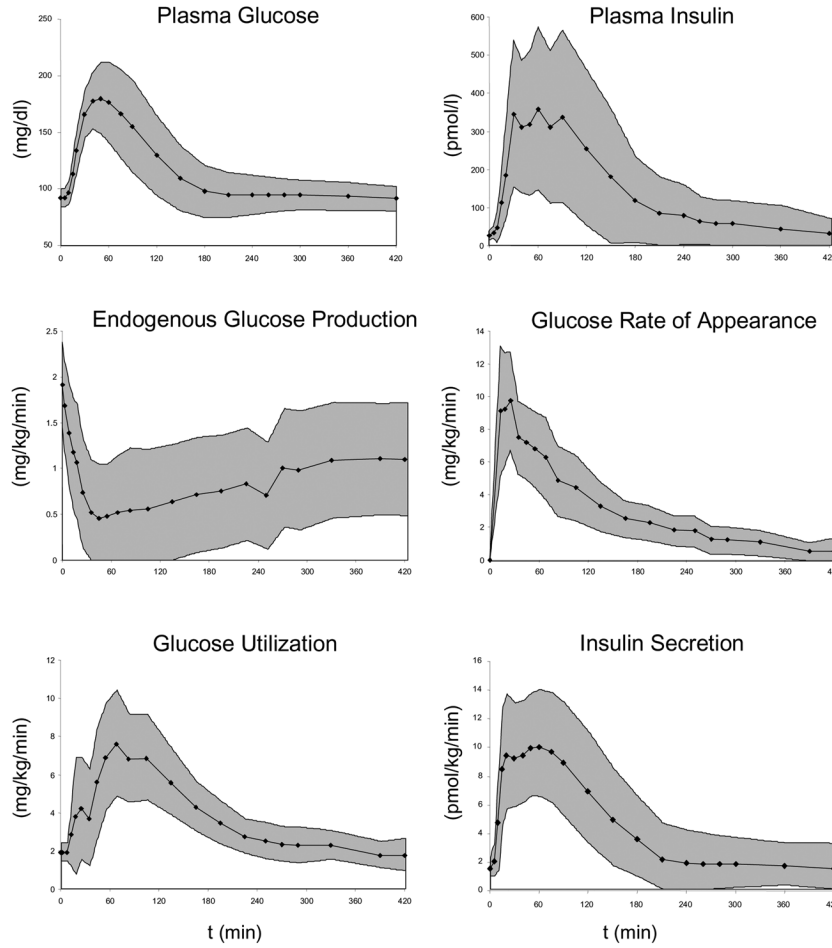 Plasma Glucose
(mg/dl)
250
200
150
100
50
0 60 120 180 240 300 360 420
Plasma Insulin
(pmol/l)
600
500
400
300
200
100
0
0 60 120 180 240 300 360 420
Endogenous Glucose Production
(mg/kg/min)
2.5
2
1.5
1
0.5
0
0 60 120 180 240 300 360 420
Glucose Rate of Appearance
(mg/kg/min)
14
12
10
8
6
4
2
0
0 60 120 180 240 300 360 420
Glucose Utilization
(mg/kg/min)
12
10
8
6
4
2
0
0 60 120 180 240 300 360 420
t (min)
Insulin Secretion
(pmol/kg/min)
16
14
12
10
8
6
4
2
0
0 60 120 180 240 300 360 420
t (min)